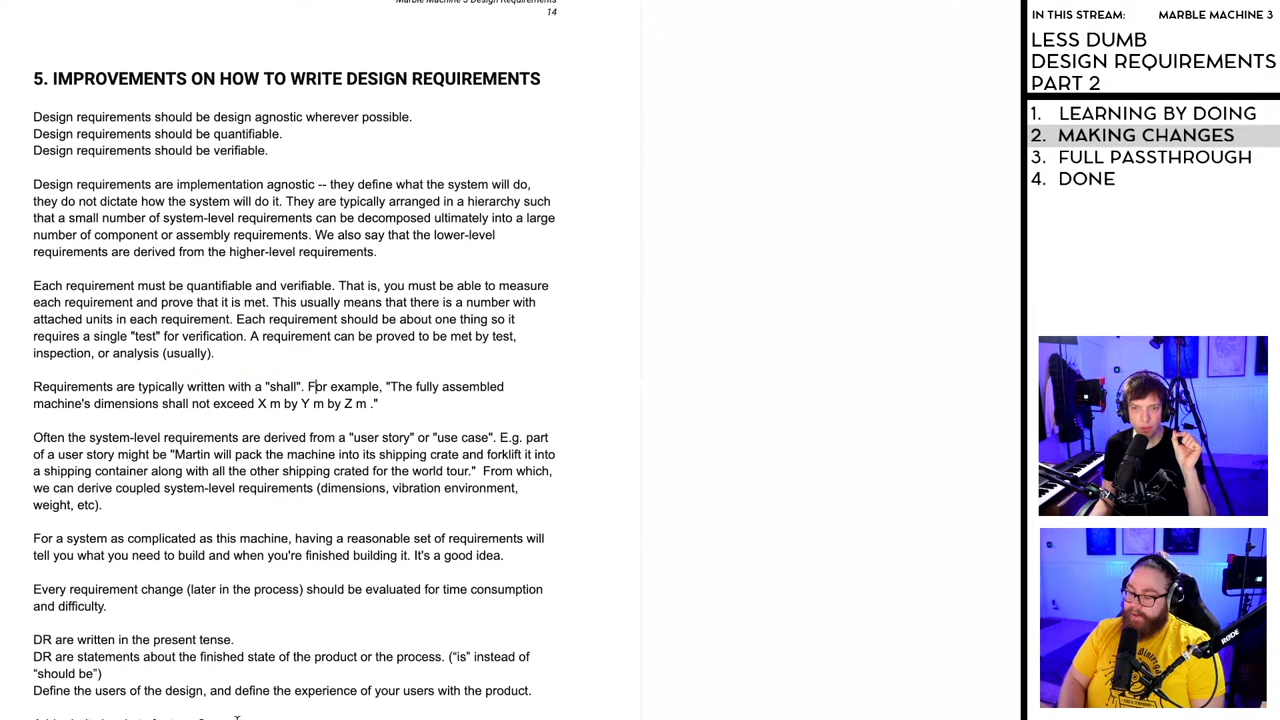 Marble Machine 3 Design Requirements
14
5. IMPROVEMENTS ON HOW TO WRITE DESIGN REQUIREMENTS
Design requirements should be design agnostic wherever possible.
Design requirements should be quantifiable.
Design requirements should be verifiable.
Design requirements are implementation agnostic -- they define what the system will do,
they do not dictate how the system will do it. They are typically arranged in a hierarchy such
that a small number of system-level requirements can be decomposed ultimately into a large
number of component or assembly requirements. We also say that the lower-level
requirements are derived from the higher-level requirements.
Each requirement must be quantifiable and verifiable. That is, you must be able to measure
each requirement and prove that it is met. This usually means that there is a number with
attached units in each requirement. Each requirement should be about one thing so it
requires a single "test" for verification. A requirement can be proved to be met by test,
inspection, or analysis (usually).
Requirements are typically written with a "shall". For example, "The fully assembled
machine's dimensions shall not exceed X m by Y m by Z m ."
Often the system-level requirements are derived from a "user story" or "use case". E.g. part
of a user story might be "Martin will pack the machine into its shipping crate and forklift it into
a shipping container along with all the other shipping crated for the world tour." From which,
we can derive coupled system-level requirements (dimensions, vibration environment,
weight, etc).
For a system as complicated as this machine, having a reasonable set of requirements will
tell you what you need to build and when you're finished building it. It's a good idea.
Every requirement change (later in the process) should be evaluated for time consumption
and difficulty.
DR are written in the present tense.
DR are statements about the finished state of the product or the process. (“is” instead of
“should be”)
Define the users of the design, and define the experience of your users with the product.
IN THIS STREAM: MARBLE MACHINE 3
LESS DUMB
DESIGN REQUIREMENTS
PART 2
1. LEARNING BY DOING
2. MAKING CHANGES
3. FULL PASSTHROUGH
4. DONE
RØDE